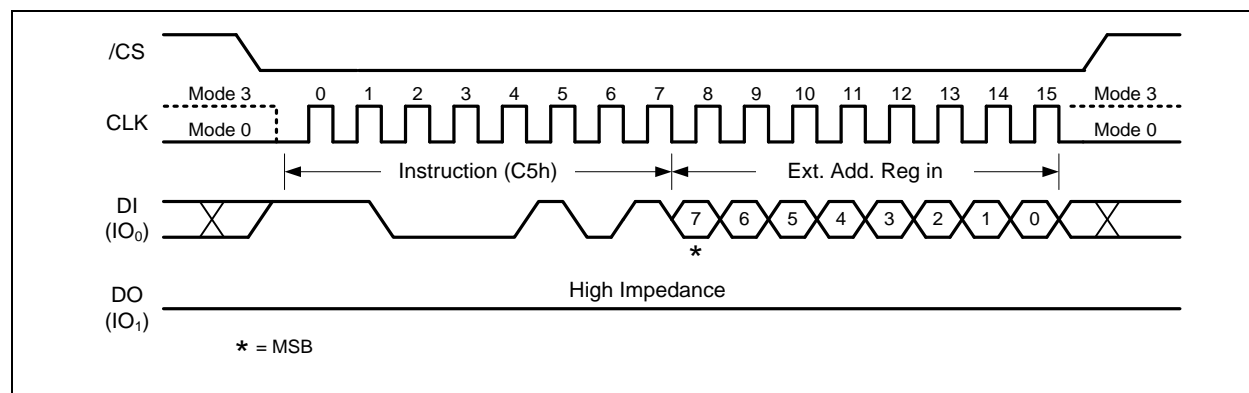 /CS
Mode 3 0 1 2 3 4 5 6 7 8 9 10 11 12 13 14 15 Mode 3
CLK
Mode 0 Mode 0
Instruction (C5h) Ext. Add. Reg in
DI
(IO₀)
7 6 5 4 3 2 1 0
*
DO
(IO₁)
High Impedance
* = MSB